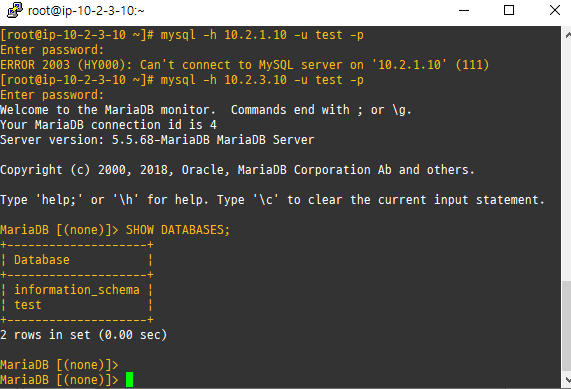 root@ip-10-2-3-10:~
[root@ip-10-2-3-10 ~]# mysql -h 10.2.1.10 -u test -p
Enter password:
ERROR 2003 (HY000): Can't connect to MySQL server on '10.2.1.10' (111)
[root@ip-10-2-3-10 ~]# mysql -h 10.2.3.10 -u test -p
Enter password:
Welcome to the MariaDB monitor.  Commands end with ; or \g.
Your MariaDB connection id is 4
Server version: 5.5.68-MariaDB MariaDB Server
Copyright (c) 2000, 2018, Oracle, MariaDB Corporation Ab and others.
Type 'help;' or '\h' for help. Type '\c' to clear the current input statement.
MariaDB [(none)]> SHOW DATABASES;
+--------------------+
¦ Database           ¦
+--------------------+
¦ information_schema ¦
¦ test               ¦
+--------------------+
2 rows in set (0.00 sec)
MariaDB [(none)]>
MariaDB [(none)]>